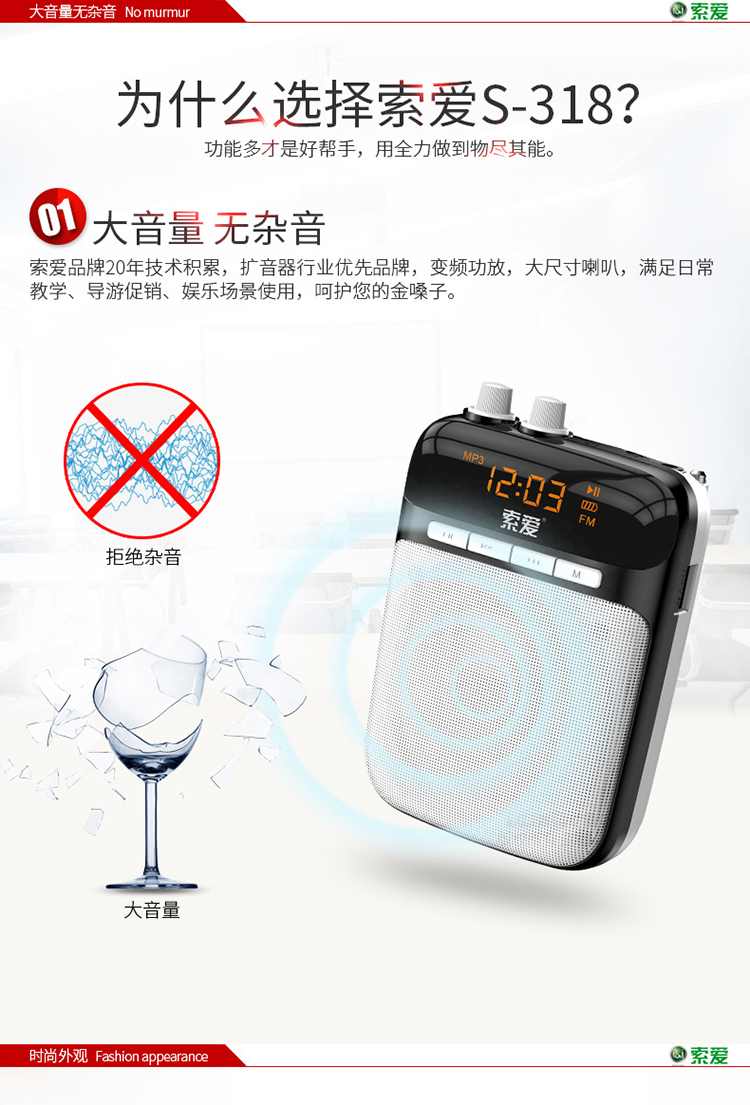 大音量无杂音 No murmur
索爱
为什么选择索爱S-318?
功能多才是好帮手，用全力做到物尽其能。
01 大音量 无杂音
索爱品牌20年技术积累，扩音器行业优先品牌，变频功放，大尺寸喇叭，满足日常
教学、导游促销、娱乐场景使用，呵护您的金嗓子。
MP3
12:03
FM
索爱
M
拒绝杂音
大音量
时尚外观 Fashion appearance
索爱